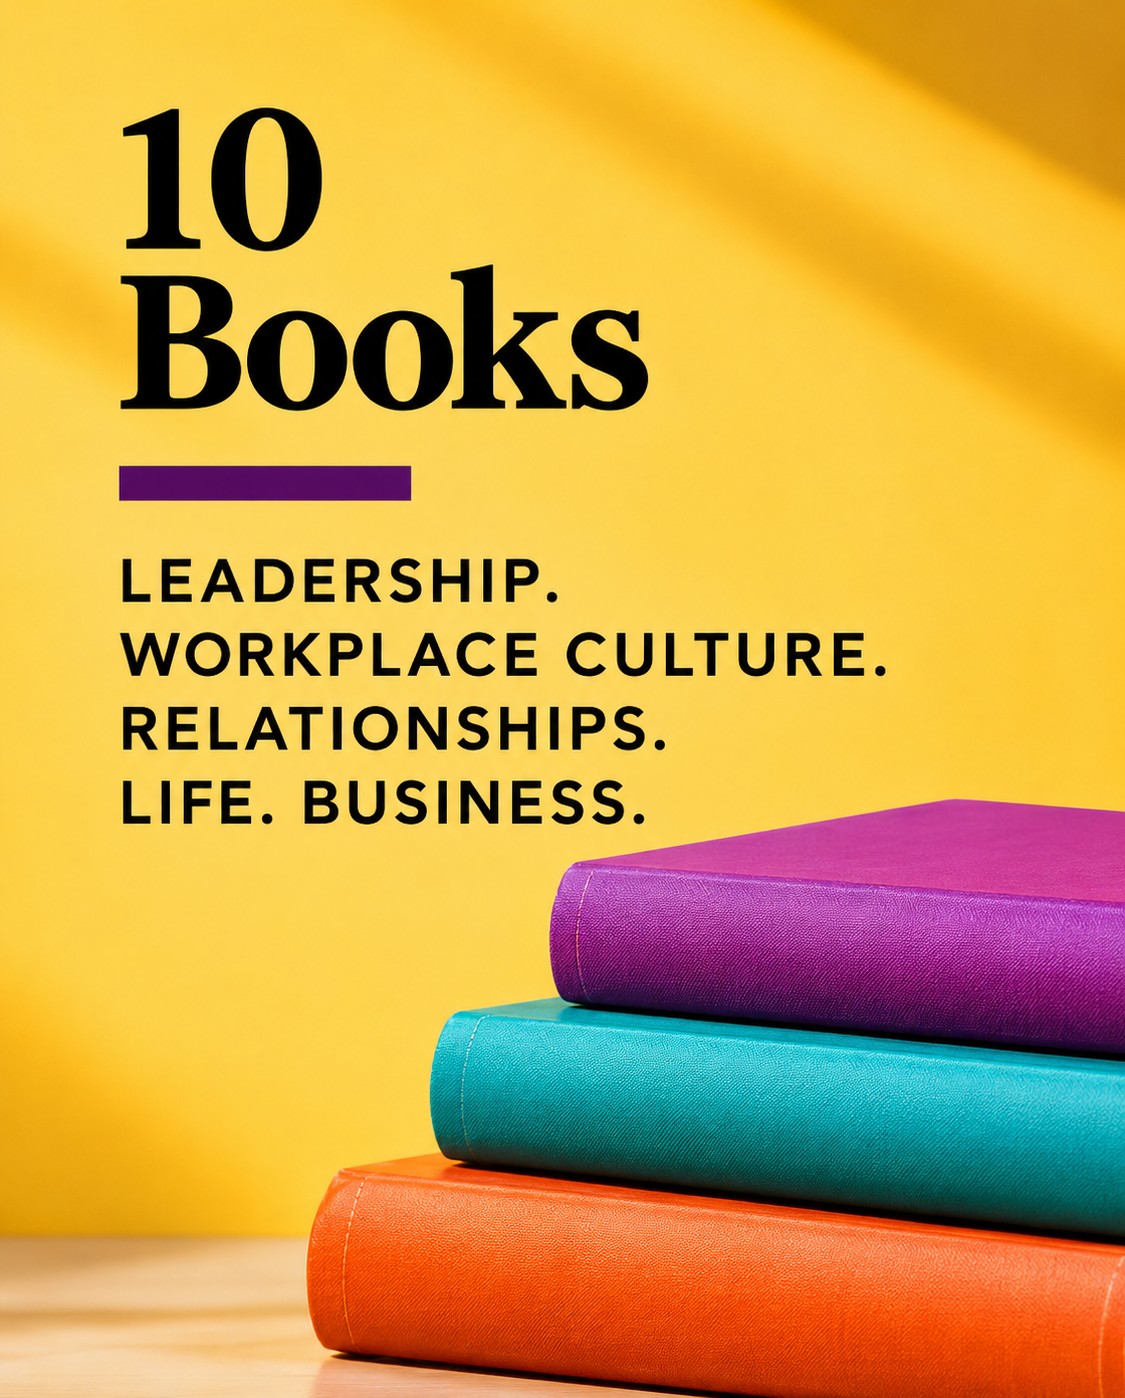 10
Books
LEADERSHIP.
WORKPLACE CULTURE.
RELATIONSHIPS.
LIFE. BUSINESS.